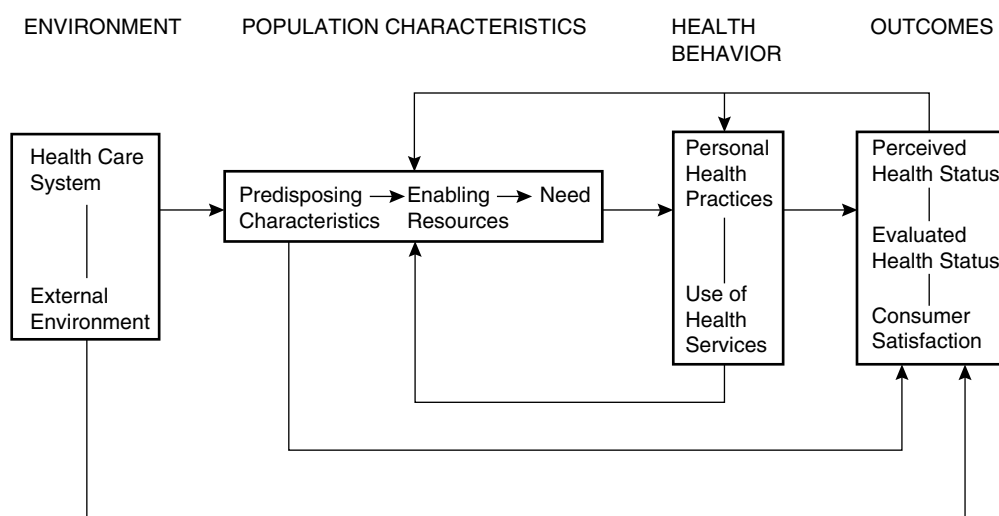 ENVIRONMENT
POPULATION CHARACTERISTICS
HEALTH
BEHAVIOR
OUTCOMES
Health Care
System
External
Environment
Predisposing
Characteristics
Enabling
Resources
Need
Personal
Health
Practices
Use of
Health
Services
Perceived
Health Status
Evaluated
Health Status
Consumer
Satisfaction